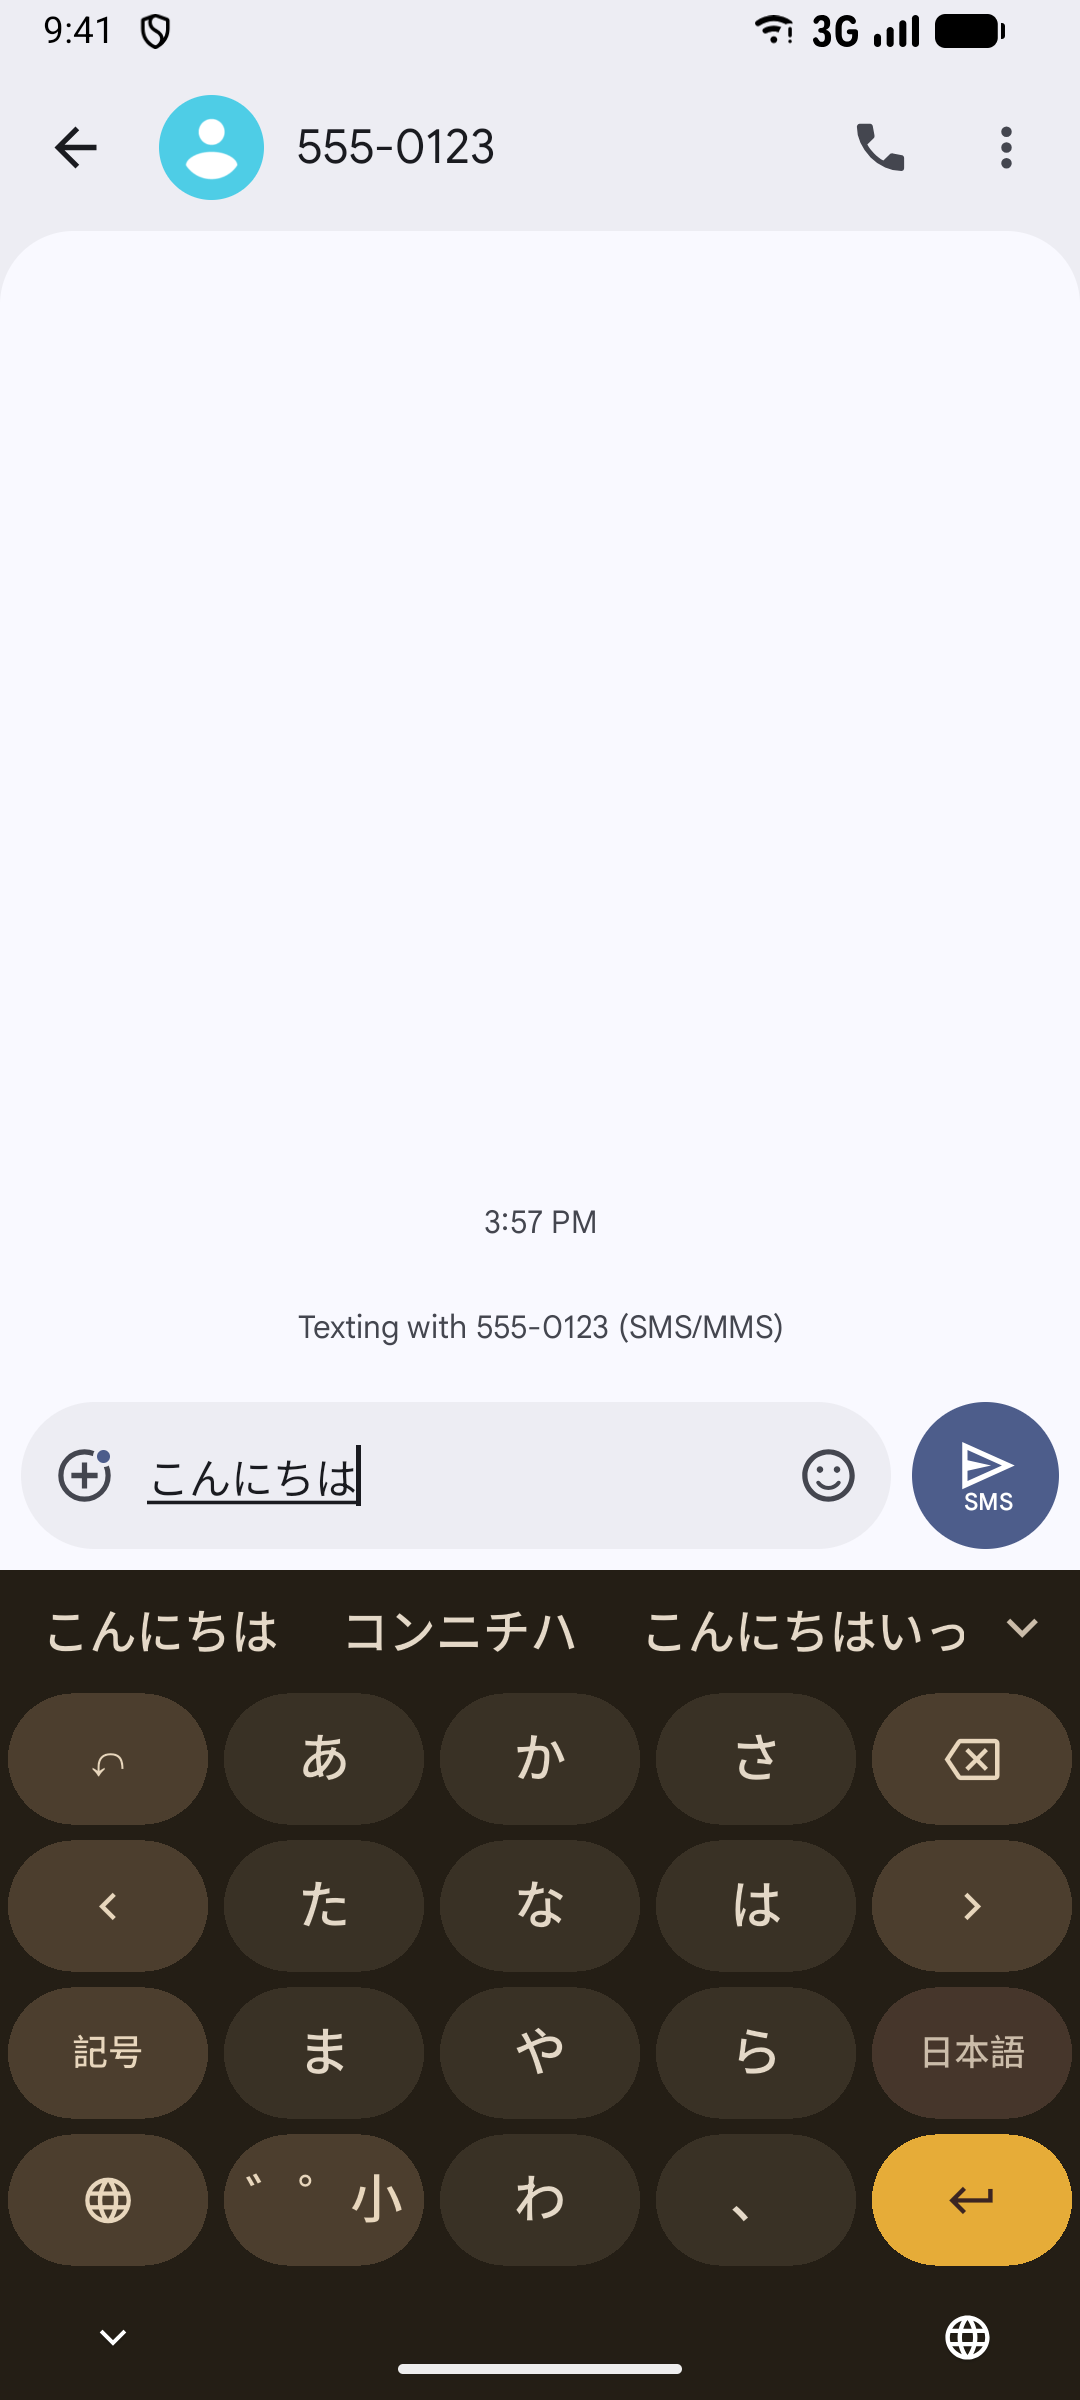 9:41
3G
555-0123
3:57 PM
Texting with 555-0123 (SMS/MMS)
こんにちは
SMS
こんにちは コンニチハ こんにちはいっ
あ か さ
た な は
記号 ま や ら 日本語
゛゜小 わ 、